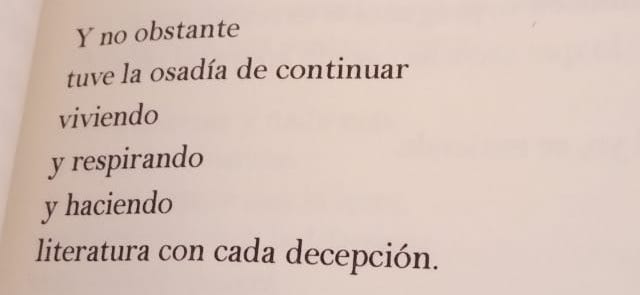 Y no obstante
tuve la osadía de continuar
viviendo
y respirando
y haciendo
literatura con cada decepción.